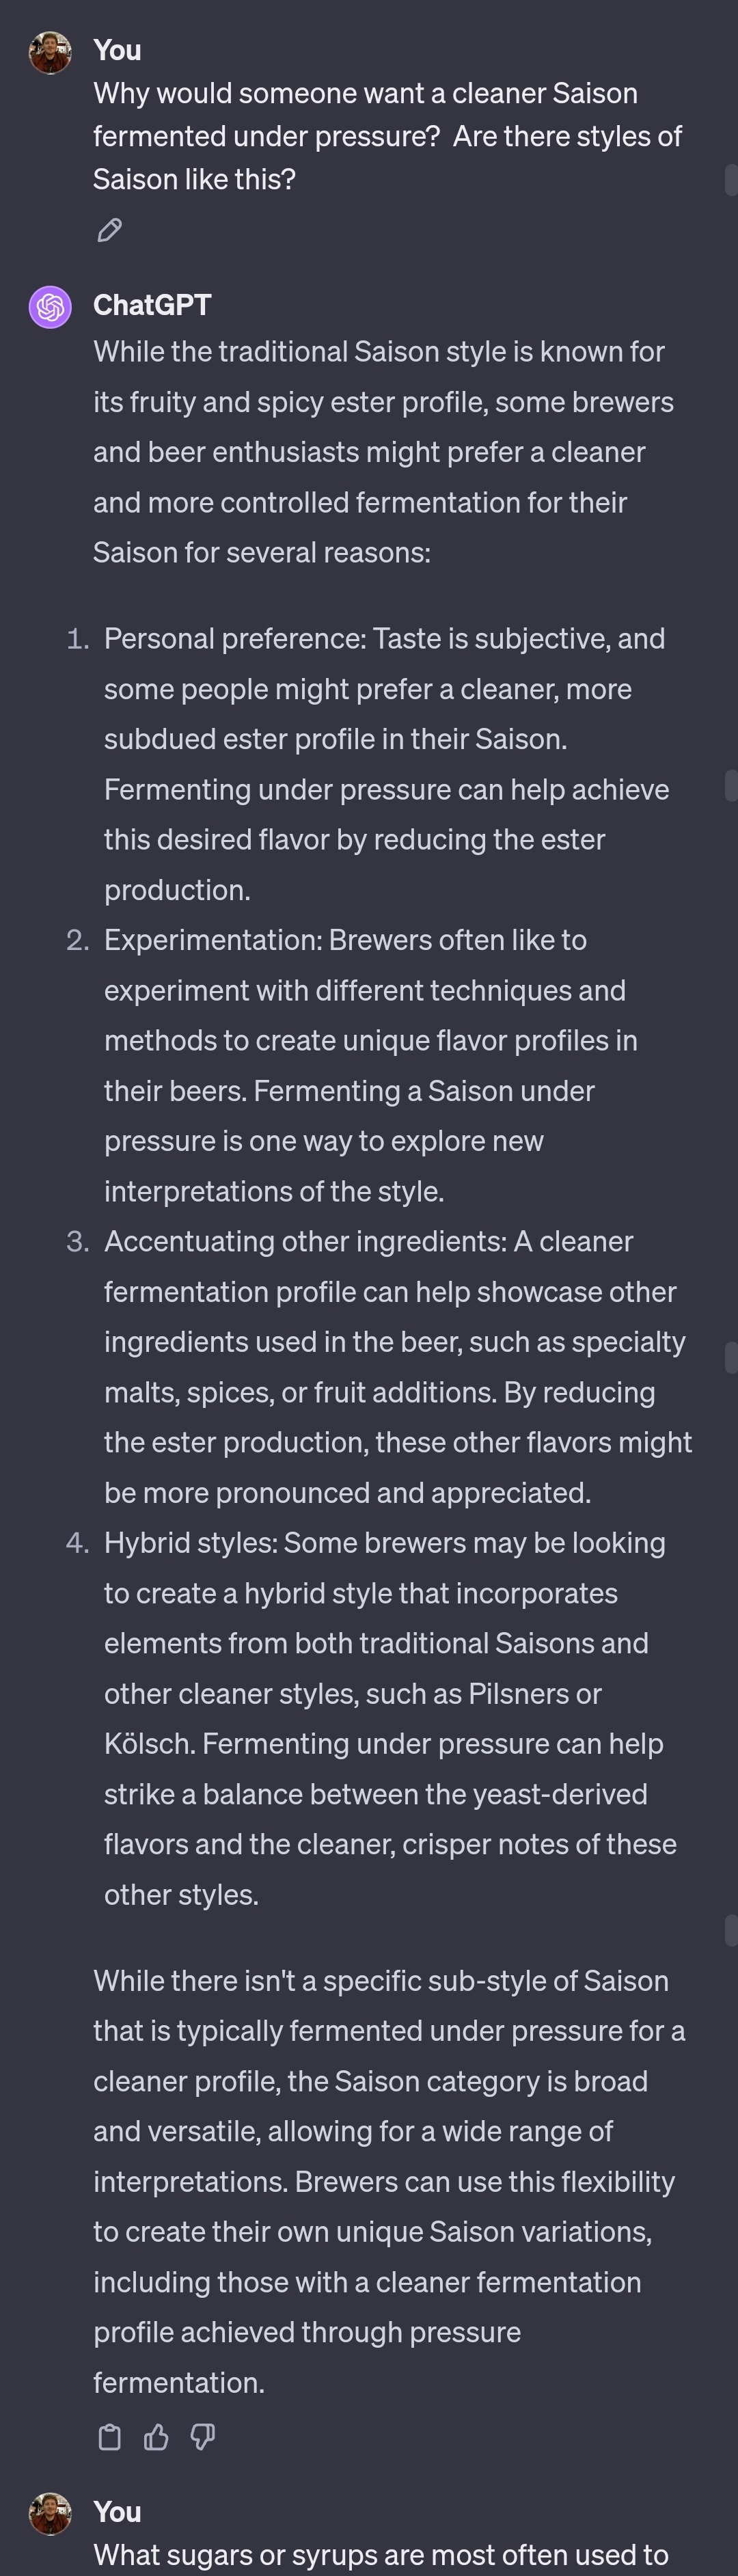 You
Why would someone want a cleaner Saison
fermented under pressure?  Are there styles of
Saison like this?
ChatGPT
While the traditional Saison style is known for
its fruity and spicy ester profile, some brewers
and beer enthusiasts might prefer a cleaner
and more controlled fermentation for their
Saison for several reasons:
1. Personal preference: Taste is subjective, and
some people might prefer a cleaner, more
subdued ester profile in their Saison.
Fermenting under pressure can help achieve
this desired flavor by reducing the ester
production.
2. Experimentation: Brewers often like to
experiment with different techniques and
methods to create unique flavor profiles in
their beers. Fermenting a Saison under
pressure is one way to explore new
interpretations of the style.
3. Accentuating other ingredients: A cleaner
fermentation profile can help showcase other
ingredients used in the beer, such as specialty
malts, spices, or fruit additions. By reducing
the ester production, these other flavors might
be more pronounced and appreciated.
4. Hybrid styles: Some brewers may be looking
to create a hybrid style that incorporates
elements from both traditional Saisons and
other cleaner styles, such as Pilsners or
Kölsch. Fermenting under pressure can help
strike a balance between the yeast-derived
flavors and the cleaner, crisper notes of these
other styles.
While there isn't a specific sub-style of Saison
that is typically fermented under pressure for a
cleaner profile, the Saison category is broad
and versatile, allowing for a wide range of
interpretations. Brewers can use this flexibility
to create their own unique Saison variations,
including those with a cleaner fermentation
profile achieved through pressure
fermentation.
You
What sugars or syrups are most often used to